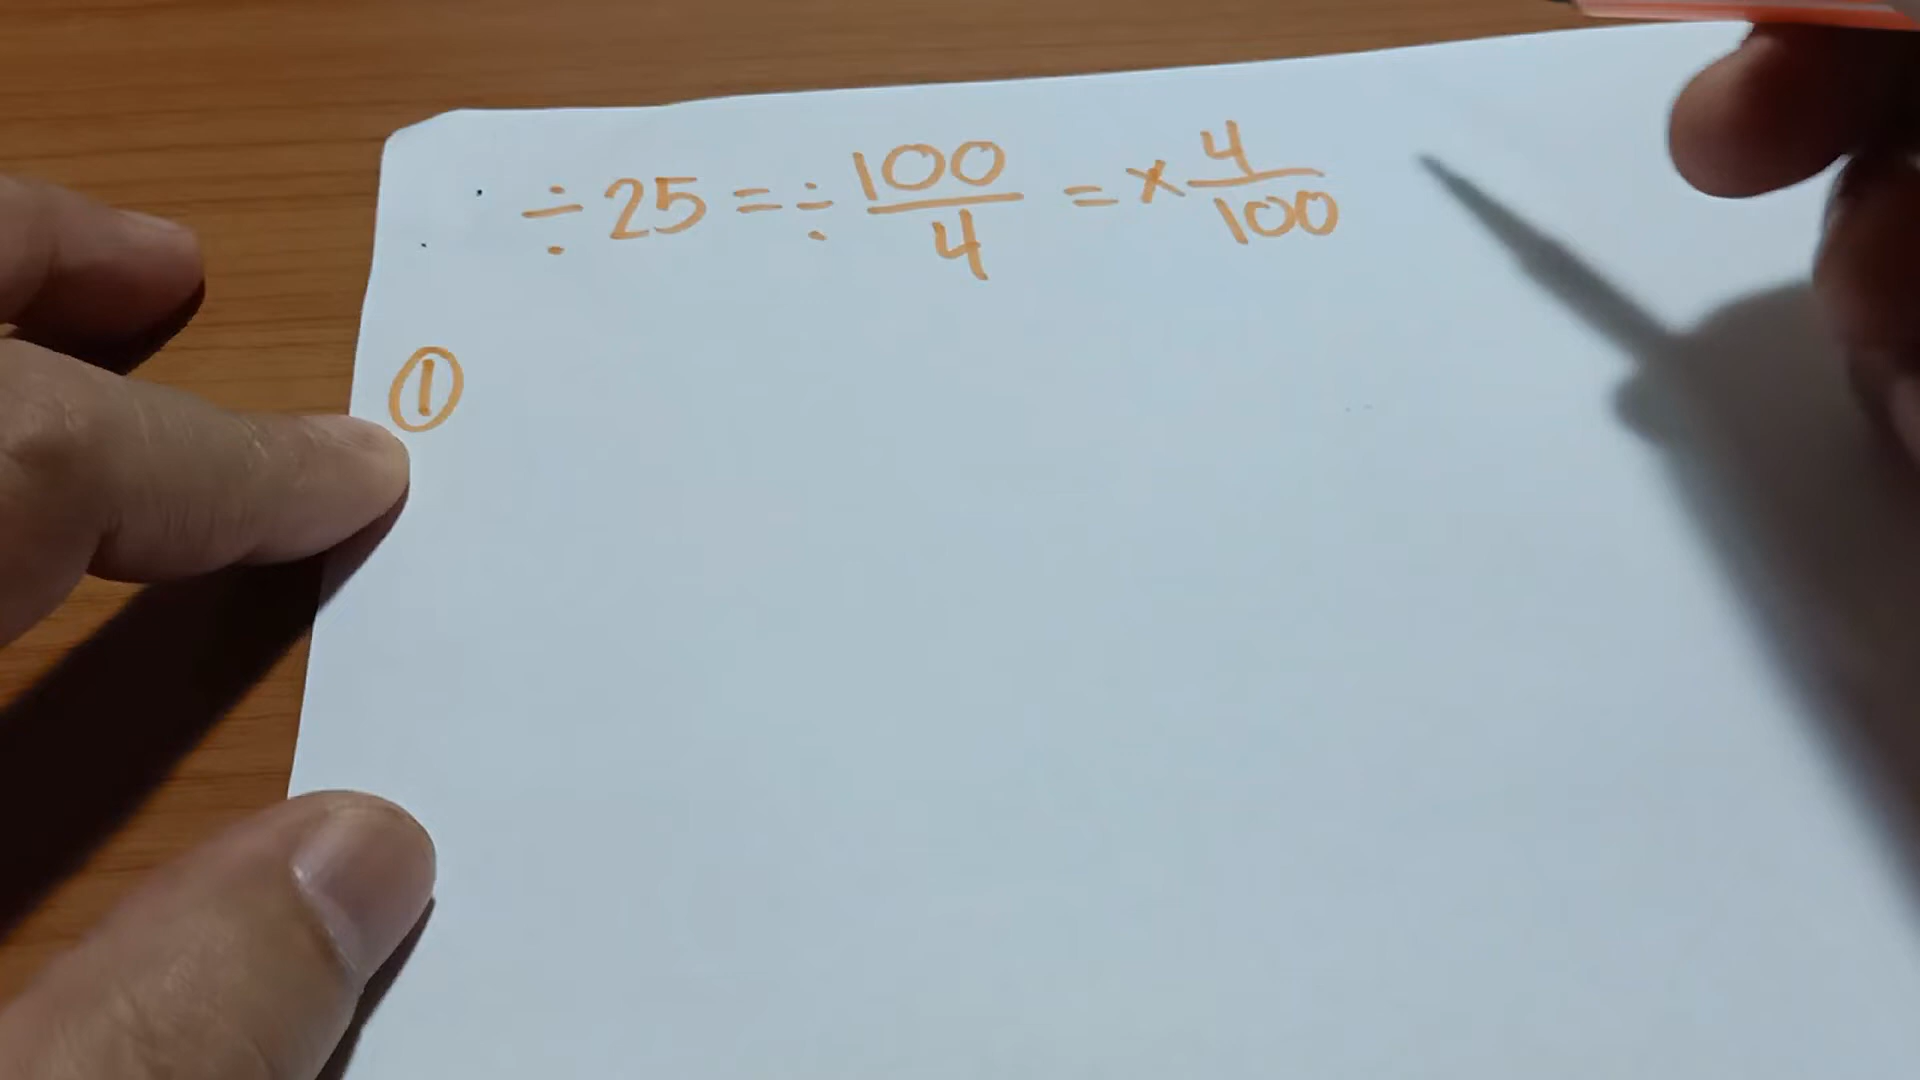 ÷ 25 = ÷ 100/4 = × 4/100
①